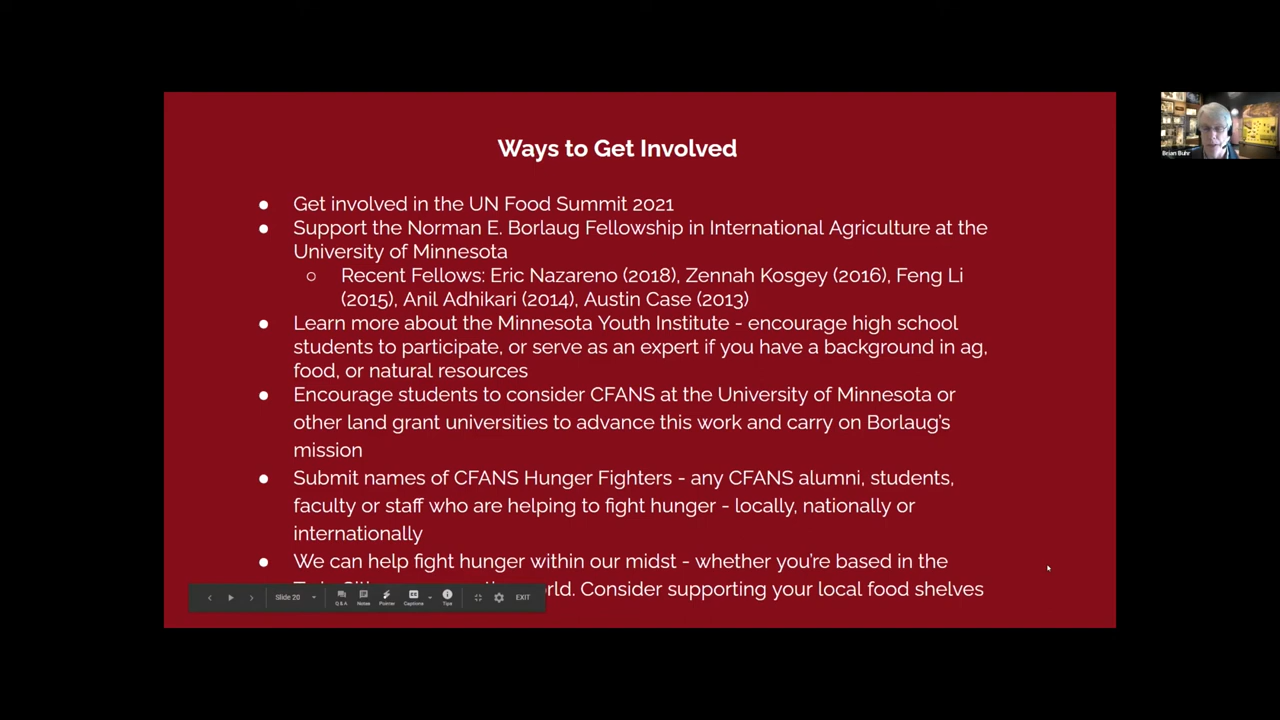 Ways to Get Involved
● Get involved in the UN Food Summit 2021
● Support the Norman E. Borlaug Fellowship in International Agriculture at the
University of Minnesota
○ Recent Fellows: Eric Nazareno (2018), Zennah Kosgey (2016), Feng Li
(2015), Anil Adhikari (2014), Austin Case (2013)
● Learn more about the Minnesota Youth Institute - encourage high school
students to participate, or serve as an expert if you have a background in ag,
food, or natural resources
● Encourage students to consider CFANS at the University of Minnesota or
other land grant universities to advance this work and carry on Borlaug's
mission
● Submit names of CFANS Hunger Fighters - any CFANS alumni, students,
faculty or staff who are helping to fight hunger - locally, nationally or
internationally
● We can help fight hunger within our midst - whether you're based in the
Consider supporting your local food shelves
Slide 20
Q & A Notes Pointer Captions Tips
EXIT
Brian Buhr